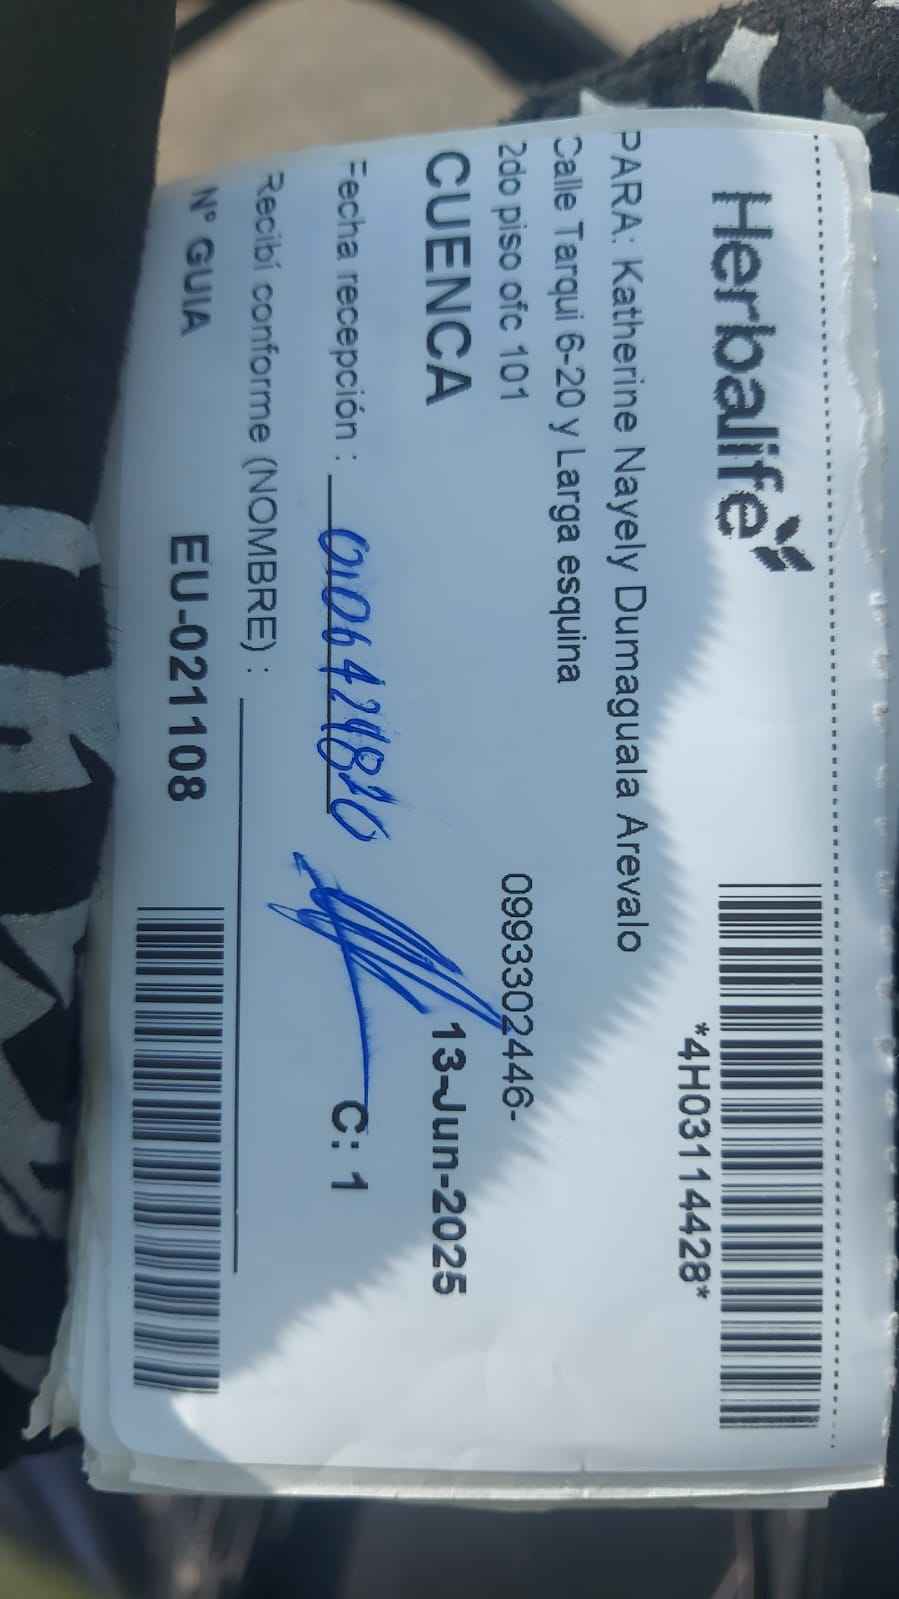 Herbalife
*4H03114428*
PARA: Katherine Nayely Dumaguala Arevalo
Calle Tarqui 6-20 y Larga esquina
2do piso ofc 101 0993302446-
CUENCA 13-Jun-2025
Fecha recepción : C: 1
Recibí conforme (NOMBRE) :
N° GUIA EU-021108